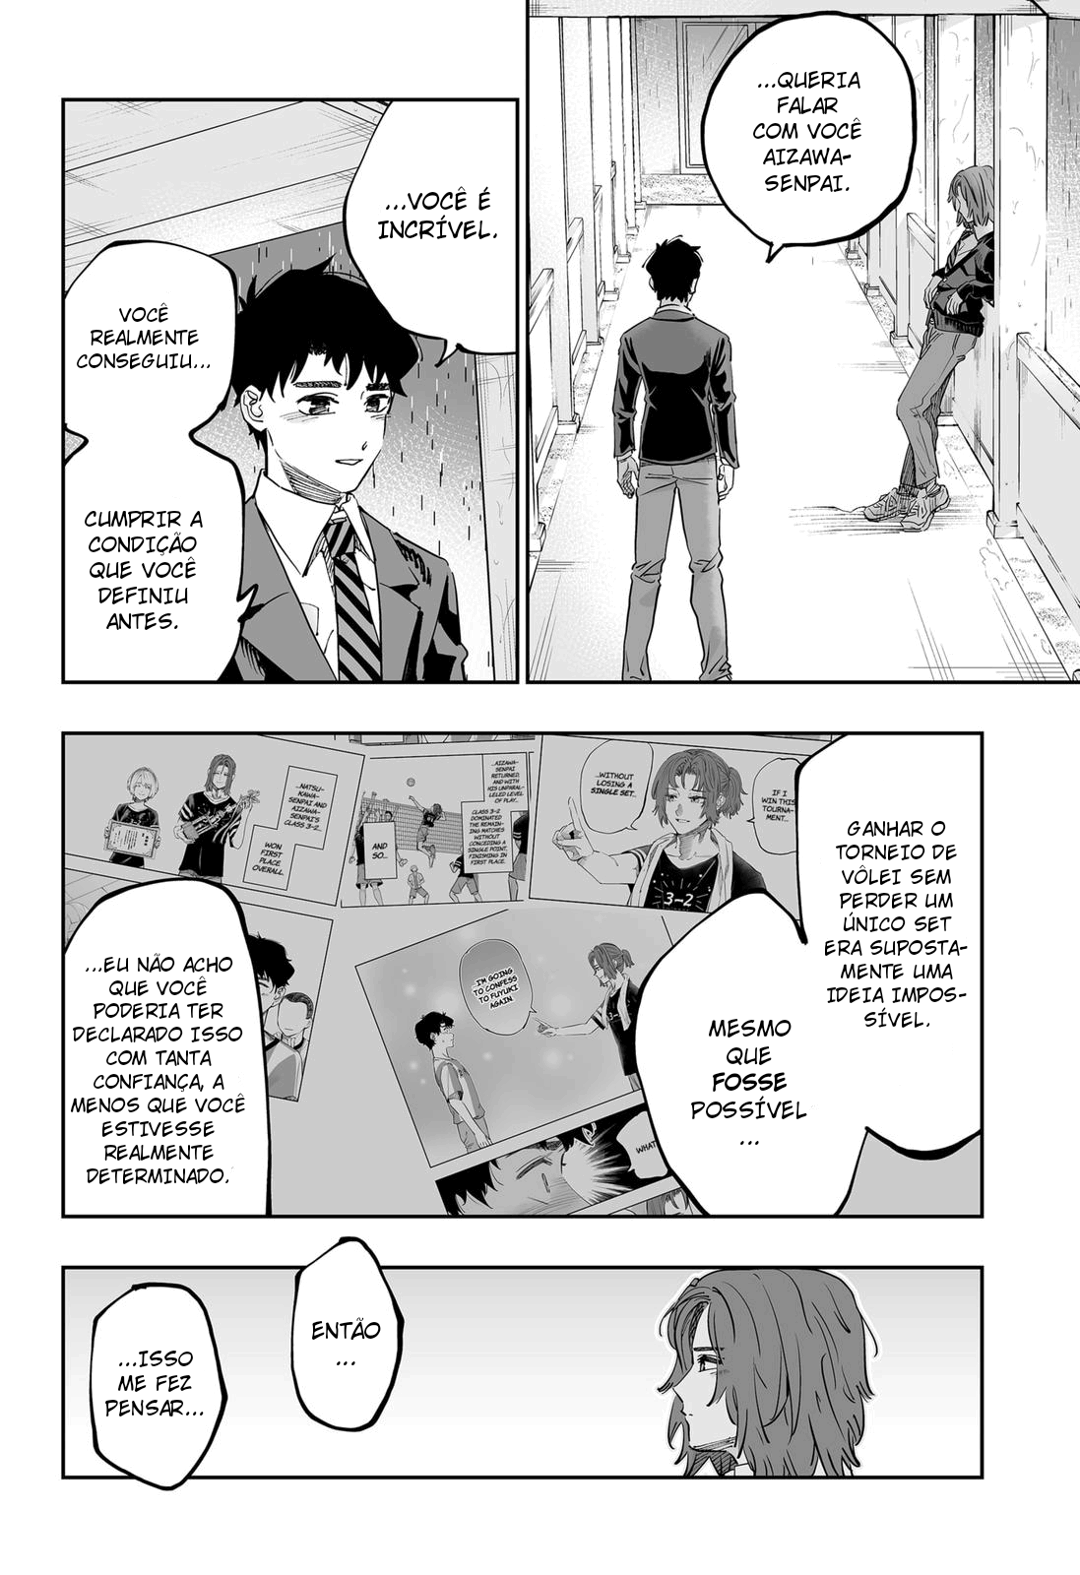 ...QUERIA
FALAR
COM VOCÊ
AIZAWA-
SENPAI.
...VOCÊ É
INCRÍVEL.
VOCÊ
REALMENTE
CONSEGUIU...
CUMPRIR A
CONDIÇÃO
QUE VOCÊ
DEFINIU
ANTES.
GANHAR O
TORNEIO DE
VÔLEI SEM
PERDER UM
ÚNICO SET
ERA SUPOSTA-
MENTE UMA
IDEIA IMPOS-
SÍVEL.
MESMO
QUE
FOSSE
POSSÍVEL
...
IF I
WIN THIS
TOURNA-
MENT...
...WITHOUT
LOSING A
SINGLE SET...
3-2
...AIZAWA-
SENPAI
RETURNED,
AND WITH
HIS UNPARAL-
LELED LEVEL
OF PLAY...
CLASS 3-2
DOMINATED
THE REMAIN-
ING MATCHES
WITHOUT
CONCEDING A
SINGLE POINT,
FINISHING IN
FIRST PLACE.
AND
SO...
...NATSU-
KAWA-
SENPAI AND
AIZAWA-
SENPAI'S
CLASS 3-2...
WON
FIRST
PLACE
OVERALL.
...I'M GOING
TO CONFESS
TO FUYUKI
AGAIN.
WHAT
...EU NÃO ACHO
QUE VOCÊ
PODERIA TER
DECLARADO ISSO
COM TANTA
CONFIANÇA, A
MENOS QUE VOCÊ
ESTIVESSE
REALMENTE
DETERMINADO.
ENTÃO
...
...ISSO
ME FEZ
PENSAR...